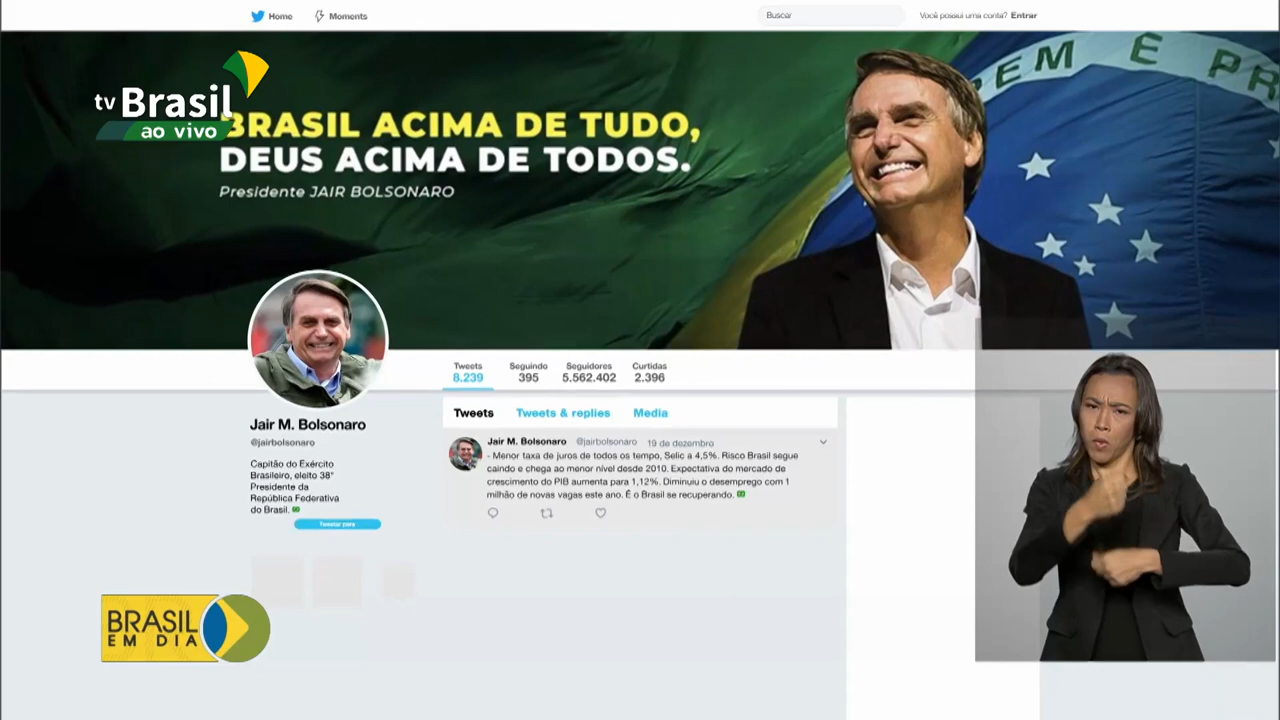 Home
Moments
Buscar
Você possui uma conta? Entrar
tv Brasil
ao vivo
BRASIL ACIMA DE TUDO,
DEUS ACIMA DE TODOS.
Presidente JAIR BOLSONARO
EM É PR
Tweets
8.239
Seguindo
395
Seguidores
5.562.402
Curtidas
2.396
Jair M. Bolsonaro
@jairbolsonaro
Capitão do Exército
Brasileiro, eleito 38°
Presidente da
República Federativa
do Brasil.
Tweetar para
Tweets Tweets & replies Media
Jair M. Bolsonaro @jairbolsonaro 19 de dezembro
- Menor taxa de juros de todos os tempo, Selic a 4,5%. Risco Brasil segue
caindo e chega ao menor nível desde 2010. Expectativa do mercado de
crescimento do PIB aumenta para 1,12%. Diminuiu o desemprego com 1
milhão de novas vagas este ano. É o Brasil se recuperando.
BRASIL
EM DIA